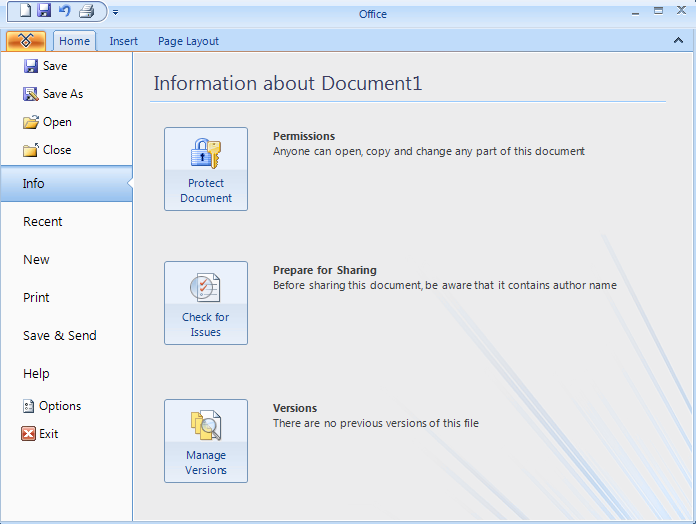 Office
Home Insert Page Layout
Save
Save As
Open
Close
Info
Recent
New
Print
Save & Send
Help
Options
Exit
Information about Document1
Protect
Document
Permissions
Anyone can open, copy and change any part of this document
Check for
Issues
Prepare for Sharing
Before sharing this document, be aware that it contains author name
Manage
Versions
Versions
There are no previous versions of this file